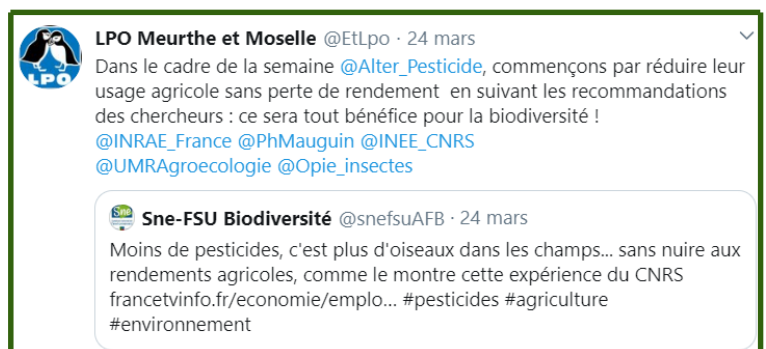 LPO Meurthe et Moselle @EtLpo · 24 mars
Dans le cadre de la semaine @Alter_Pesticide, commençons par réduire leur
usage agricole sans perte de rendement en suivant les recommandations
des chercheurs : ce sera tout bénéfice pour la biodiversité !
@INRAE_France @PhMauguin @INEE_CNRS
@UMRAgroecologie @Opie_insectes
LPO
Sne-FSU Biodiversité @snefsuAFB · 24 mars
Moins de pesticides, c'est plus d'oiseaux dans les champs... sans nuire aux
rendements agricoles, comme le montre cette expérience du CNRS
francetvinfo.fr/economie/emplo... #pesticides #agriculture
#environnement